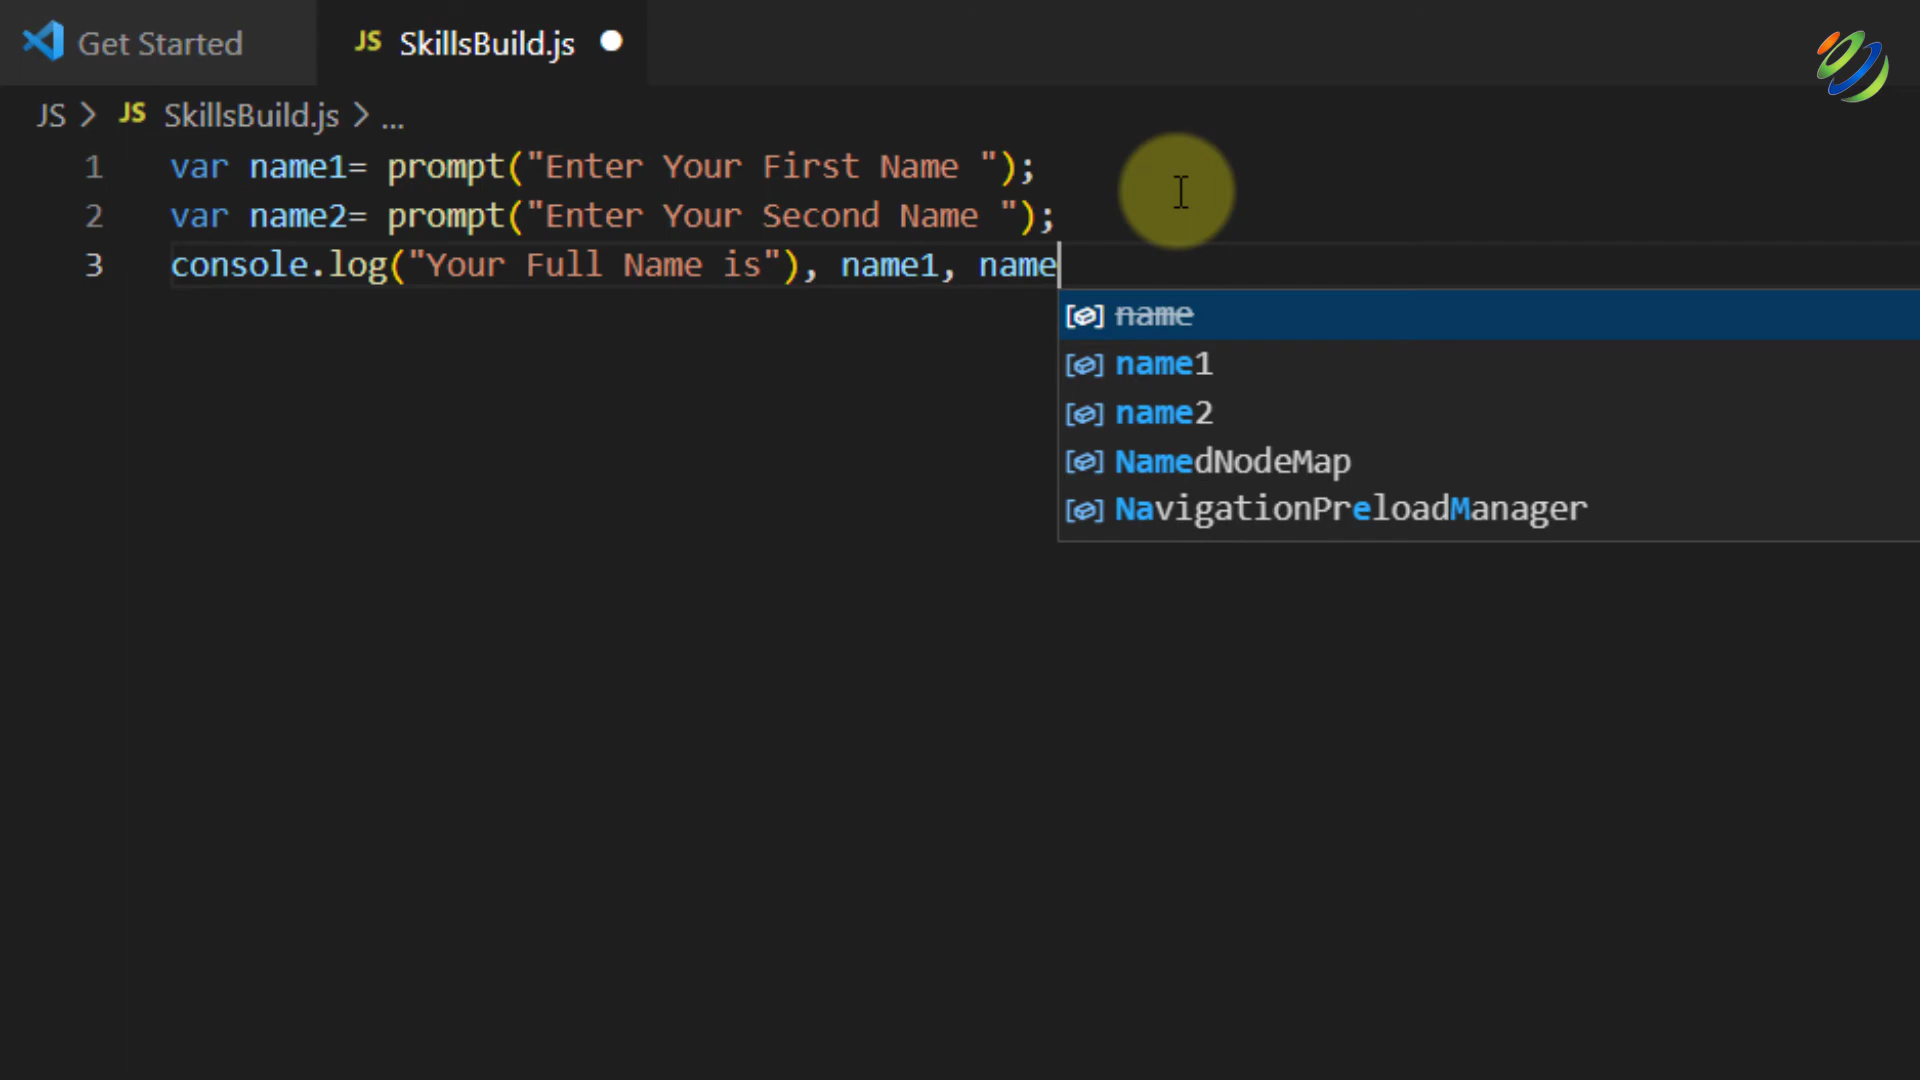 Get Started
JS SkillsBuild.js
JS > JS SkillsBuild.js > ...
1 var name1= prompt("Enter Your First Name ");
2 var name2= prompt("Enter Your Second Name ");
3 console.log("Your Full Name is"), name1, name
name
name1
name2
NamedNodeMap
NavigationPreloadManager